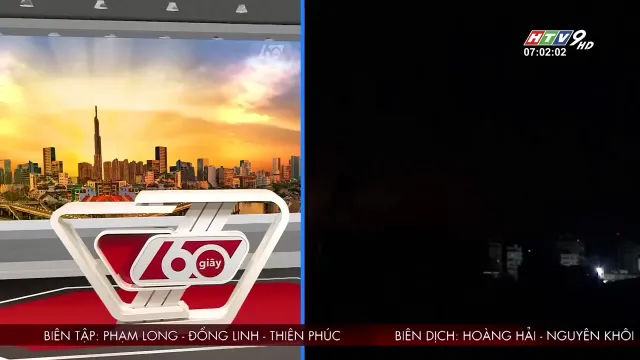 60
HTV9 HD
07:02:02
60
giây
BIÊN TẬP: PHẠM LONG - ĐỒNG LINH - THIÊN PHÚC
BIÊN DỊCH: HOÀNG HẢI - NGUYÊN KHÔI